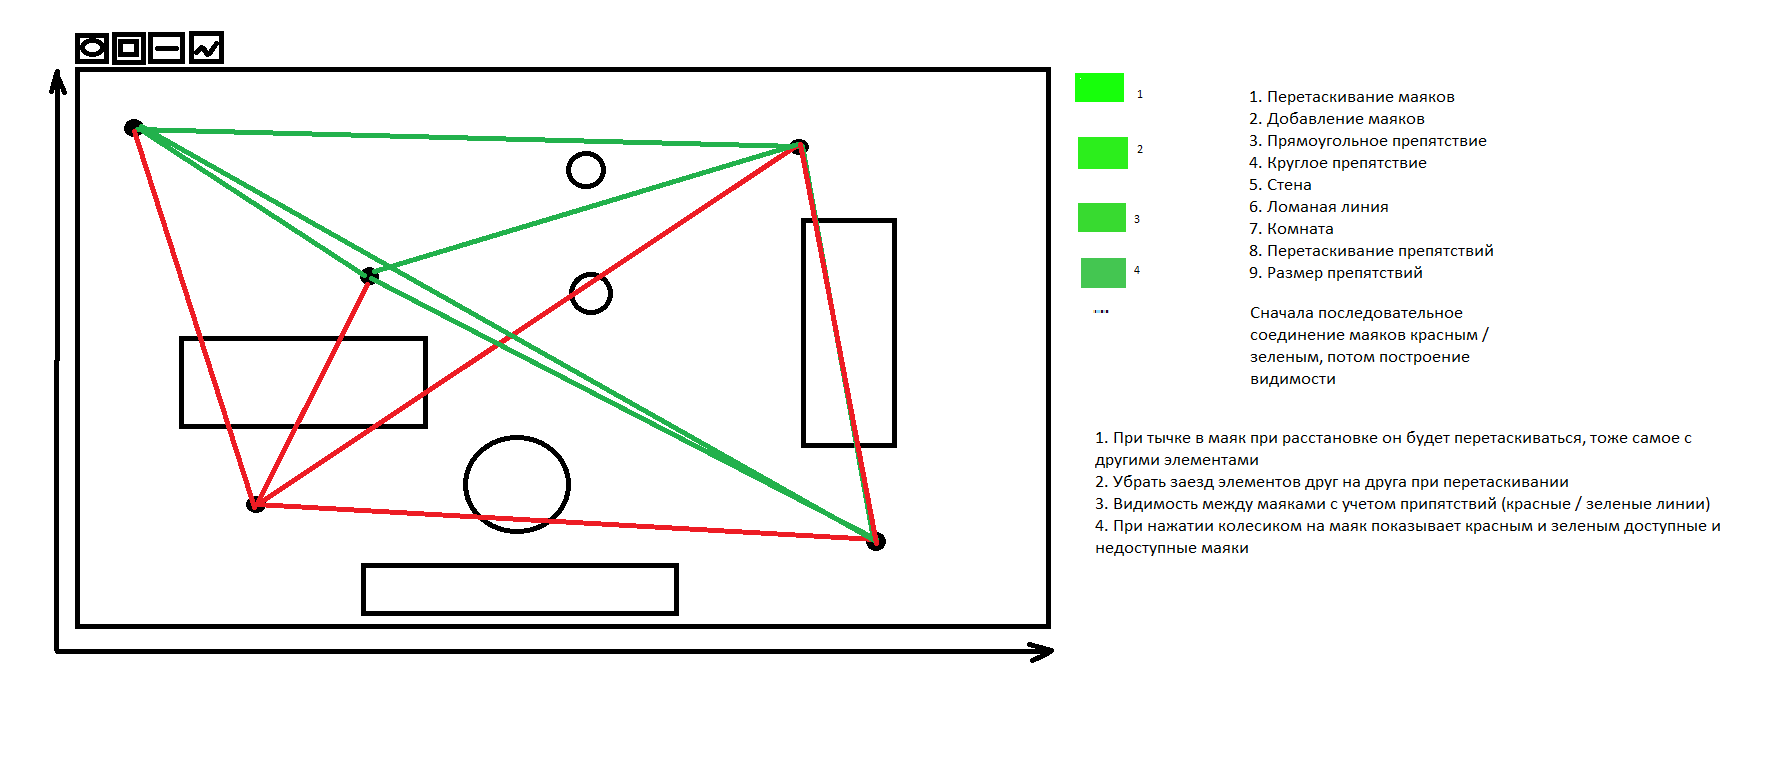 1
2
3
4
1. Перетаскивание маяков
2. Добавление маяков
3. Прямоугольное препятствие
4. Круглое препятствие
5. Стена
6. Ломаная линия
7. Комната
8. Перетаскивание препятствий
9. Размер препятствий
Сначала последовательное
соединение маяков красным /
зеленым, потом построение
видимости
1. При тычке в маяк при расстановке он будет перетаскиваться, тоже самое с
другими элементами
2. Убрать заезд элементов друг на друга при перетаскивании
3. Видимость между маяками с учетом припятствий (красные / зеленые линии)
4. При нажатии колесиком на маяк показывает красным и зеленым доступные и
недоступные маяки